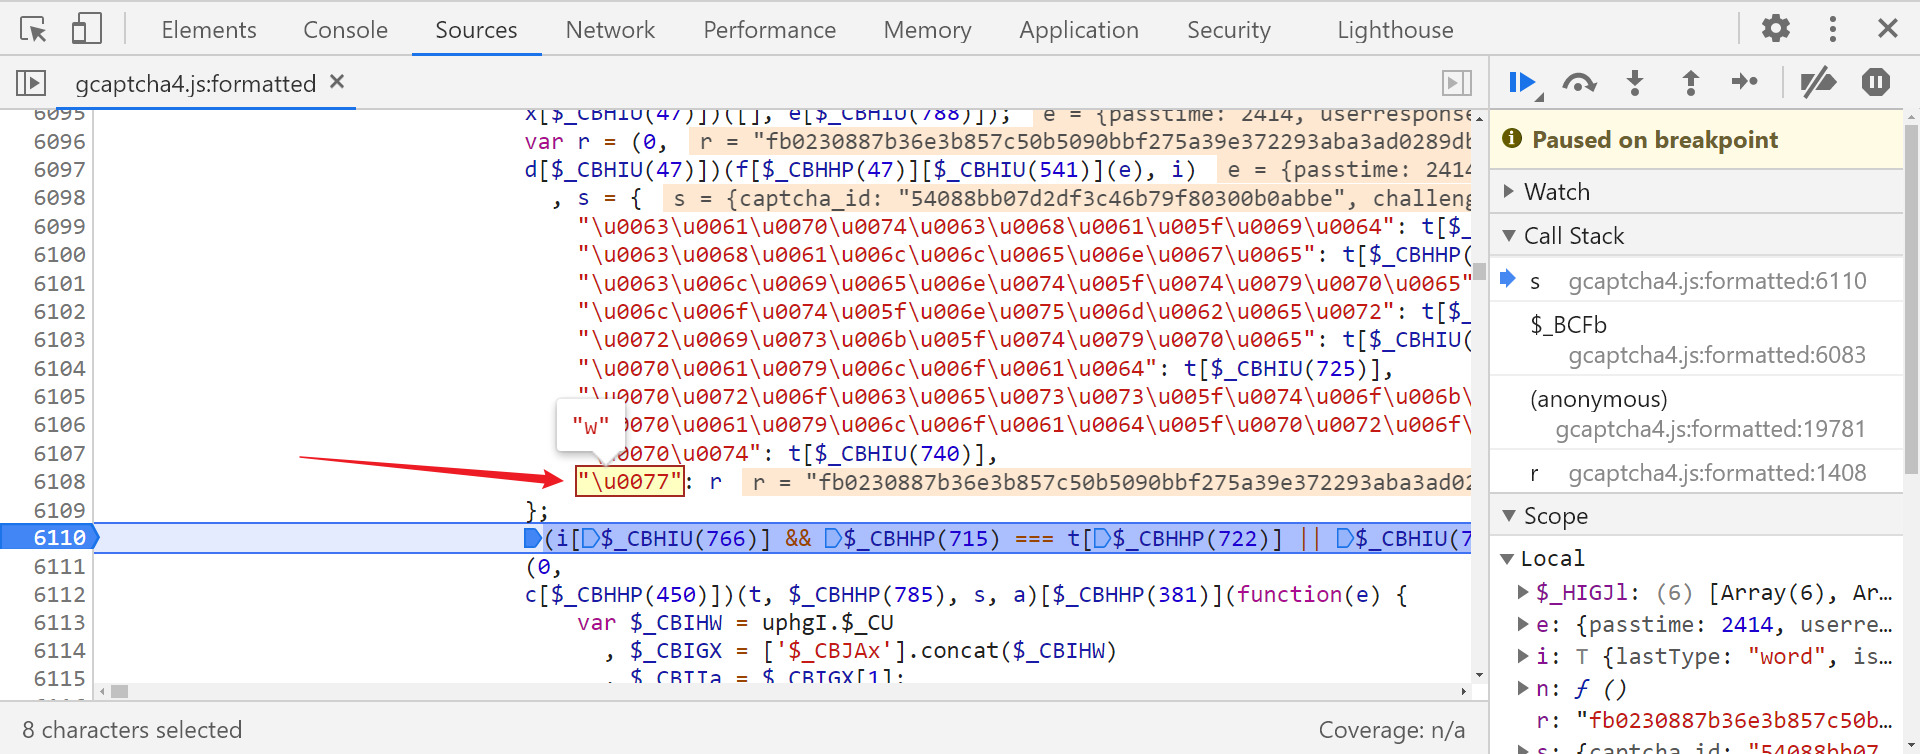 Elements Console Sources Network Performance Memory Application Security Lighthouse
gcaptcha4.js:formatted
6095 x[$_CBHIU(47)])([], e[$_CBHIU(788)]); e = {passtime: 2414, userresponse
6096 var r = (0, r = "fb0230887b36e3b857c50b5090bbf275a39e372293aba3ad0289db
6097 d[$_CBHIU(47)])(f[$_CBHHP(47)][$_CBHIU(541)](e), i) e = {passtime: 2414
6098 , s = { s = {captcha_id: "54088bb07d2df3c46b79f80300b0abbe", challeng
6099 "\u0063\u0061\u0070\u0074\u0063\u0068\u0061\u005f\u0069\u0064": t[$_
6100 "\u0063\u0068\u0061\u006c\u006c\u0065\u006e\u0067\u0065": t[$_CBHHP(
6101 "\u0063\u006c\u0069\u0065\u006e\u0074\u005f\u0074\u0079\u0070\u0065"
6102 "\u006c\u006f\u0074\u005f\u006e\u0075\u006d\u0062\u0065\u0072": t[$_
6103 "\u0072\u0069\u0073\u006b\u005f\u0074\u0079\u0070\u0065": t[$_CBHIU(
6104 "\u0070\u0061\u0079\u006c\u006f\u0061\u0064": t[$_CBHIU(725)],
6105 "\u0070\u0072\u006f\u0063\u0065\u0073\u0073\u005f\u0074\u006f\u006b\
"w"
6106 0070\u0061\u0079\u006c\u006f\u0061\u0064\u005f\u0070\u0072\u006f\
6107 0070\u0074": t[$_CBHIU(740)],
6108 "\u0077": r r = "fb0230887b36e3b857c50b5090bbf275a39e372293aba3ad02
6109 };
6110 (i[$_CBHIU(766)] && $_CBHHP(715) === t[$_CBHHP(722)] || $_CBHIU(7
6111 (0,
6112 c[$_CBHHP(450)])(t, $_CBHHP(785), s, a)[$_CBHHP(381)](function(e) {
6113 var $_CBIHW = uphgI.$_CU
6114 , $_CBIGX = ['$_CBJAx'].concat($_CBIHW)
6115 , $_CBIIa = $_CBIGX[1];
8 characters selected
Coverage: n/a
Paused on breakpoint
Watch
Call Stack
s gcaptcha4.js:formatted:6110
$_BCFb
gcaptcha4.js:formatted:6083
(anonymous)
gcaptcha4.js:formatted:19781
r gcaptcha4.js:formatted:1408
Scope
Local
$_HIGJl: (6) [Array(6), Ar…
e: {passtime: 2414, userre…
i: T {lastType: "word", is…
n: ƒ ()
r: "fb0230887b36e3b857c50b…
s: {captcha_id: "54088bb07…